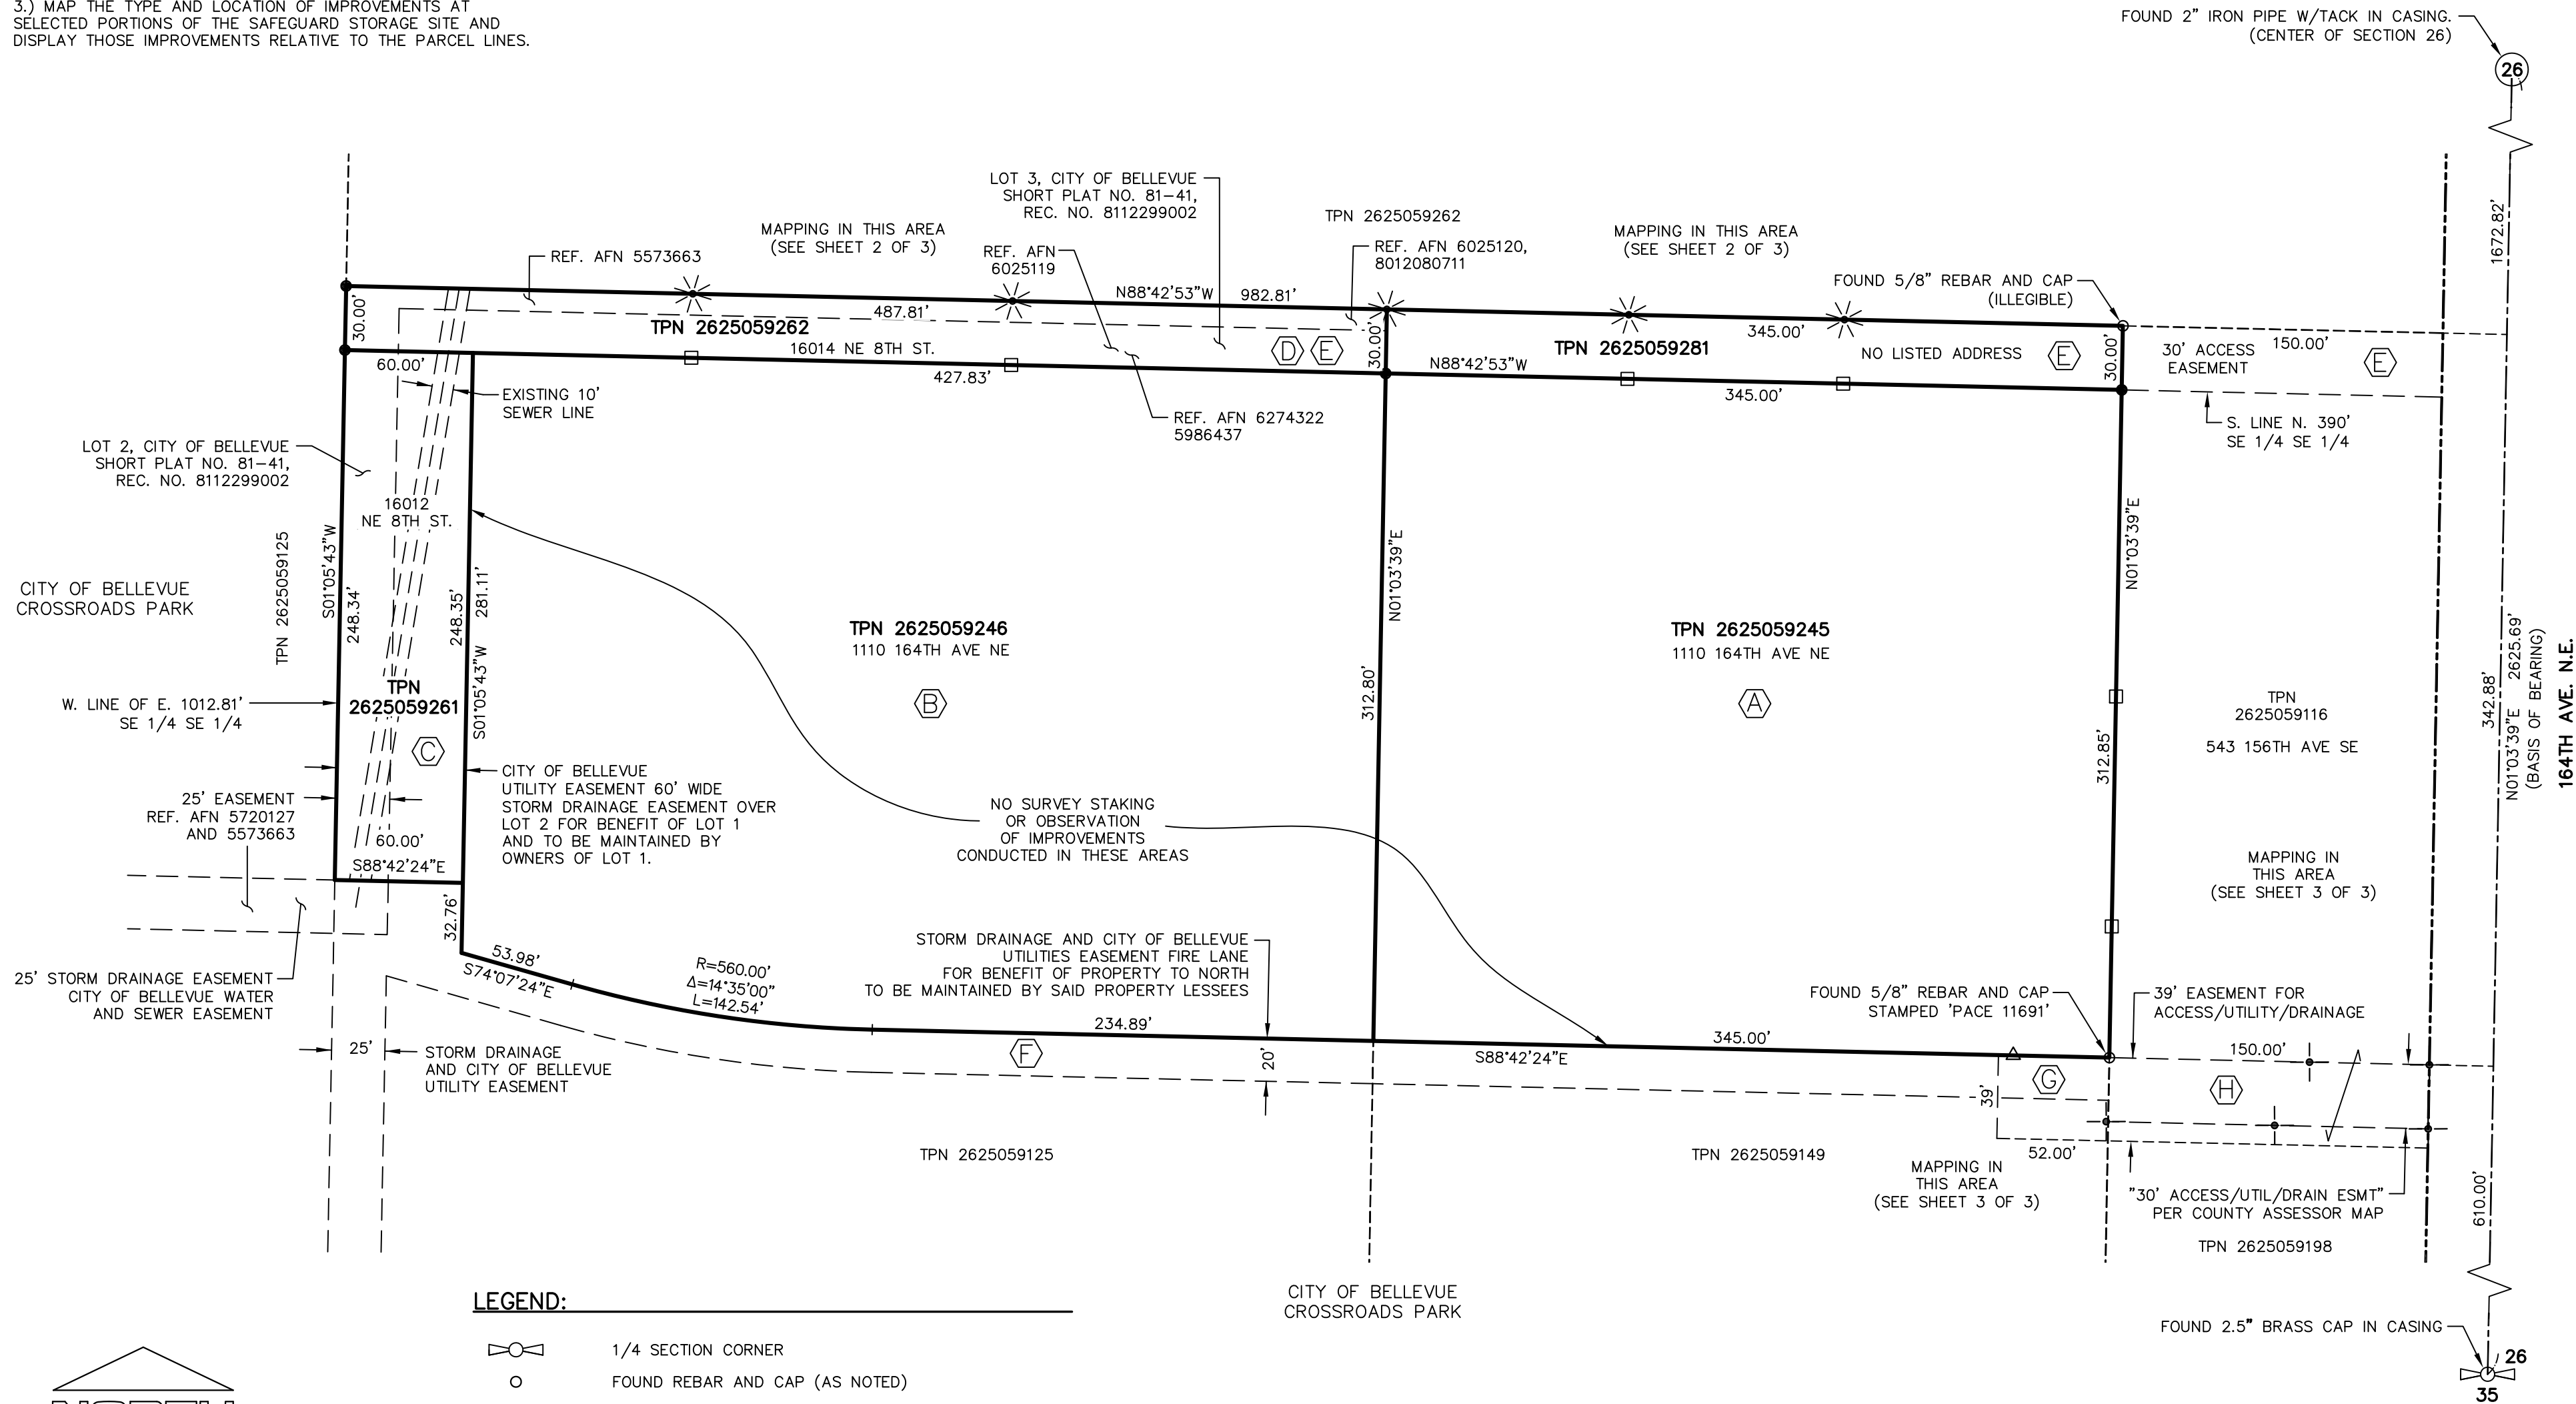 3.) MAP THE TYPE AND LOCATION OF IMPROVEMENTS AT
SELECTED PORTIONS OF THE SAFEGUARD STORAGE SITE AND
DISPLAY THOSE IMPROVEMENTS RELATIVE TO THE PARCEL LINES.
FOUND 2" IRON PIPE W/TACK IN CASING.
(CENTER OF SECTION 26)
26
1672.82'
LOT 3, CITY OF BELLEVUE
SHORT PLAT NO. 81-41,
REC. NO. 8112299002
TPN 2625059262
MAPPING IN THIS AREA
(SEE SHEET 2 OF 3)
MAPPING IN THIS AREA
(SEE SHEET 2 OF 3)
REF. AFN 5573663
REF. AFN
6025119
REF. AFN 6025120,
8012080711
FOUND 5/8" REBAR AND CAP
(ILLEGIBLE)
N88°42'53"W 982.81'
30.00'
487.81'
TPN 2625059262
16014 NE 8TH ST.
D
E
30.00'
345.00'
TPN 2625059281
NO LISTED ADDRESS
E
30.00'
30' ACCESS
EASEMENT
150.00'
E
60.00'
427.83'
N88°42'53"W
345.00'
EXISTING 10'
SEWER LINE
REF. AFN 6274322
5986437
S. LINE N. 390'
SE 1/4 SE 1/4
LOT 2, CITY OF BELLEVUE
SHORT PLAT NO. 81-41,
REC. NO. 8112299002
16012
NE 8TH ST.
TPN 2625059125
S01°05'43"W
248.34'
248.35'
281.11'
S01°05'43"W
N01°03'39"E
312.80'
N01°03'39"E
312.85'
CITY OF BELLEVUE
CROSSROADS PARK
TPN 2625059246
1110 164TH AVE NE
B
TPN 2625059245
1110 164TH AVE NE
A
TPN
2625059116
543 156TH AVE SE
342.88'
N01°03'39"E 2625.69'
(BASIS OF BEARING)
164TH AVE. N.E.
W. LINE OF E. 1012.81'
SE 1/4 SE 1/4
TPN
2625059261
C
CITY OF BELLEVUE
UTILITY EASEMENT 60' WIDE
STORM DRAINAGE EASEMENT OVER
LOT 2 FOR BENEFIT OF LOT 1
AND TO BE MAINTAINED BY
OWNERS OF LOT 1.
25' EASEMENT
REF. AFN 5720127
AND 5573663
60.00'
S88°42'24"E
NO SURVEY STAKING
OR OBSERVATION
OF IMPROVEMENTS
CONDUCTED IN THESE AREAS
MAPPING IN
THIS AREA
(SEE SHEET 3 OF 3)
32.76'
53.98'
S74°07'24"E
R=560.00'
Δ=14°35'00"
L=142.54'
STORM DRAINAGE AND CITY OF BELLEVUE
UTILITIES EASEMENT FIRE LANE
FOR BENEFIT OF PROPERTY TO NORTH
TO BE MAINTAINED BY SAID PROPERTY LESSEES
25' STORM DRAINAGE EASEMENT
CITY OF BELLEVUE WATER
AND SEWER EASEMENT
FOUND 5/8" REBAR AND CAP
STAMPED 'PACE 11691'
39' EASEMENT FOR
ACCESS/UTILITY/DRAINAGE
234.89'
345.00'
S88°42'24"E
150.00'
25'
STORM DRAINAGE
AND CITY OF BELLEVUE
UTILITY EASEMENT
F
20'
G
39'
H
52.00'
TPN 2625059125
TPN 2625059149
MAPPING IN
THIS AREA
(SEE SHEET 3 OF 3)
"30' ACCESS/UTIL/DRAIN ESMT"
PER COUNTY ASSESSOR MAP
TPN 2625059198
610.00'
CITY OF BELLEVUE
CROSSROADS PARK
LEGEND:
1/4 SECTION CORNER
FOUND REBAR AND CAP (AS NOTED)
FOUND 2.5" BRASS CAP IN CASING
26
35